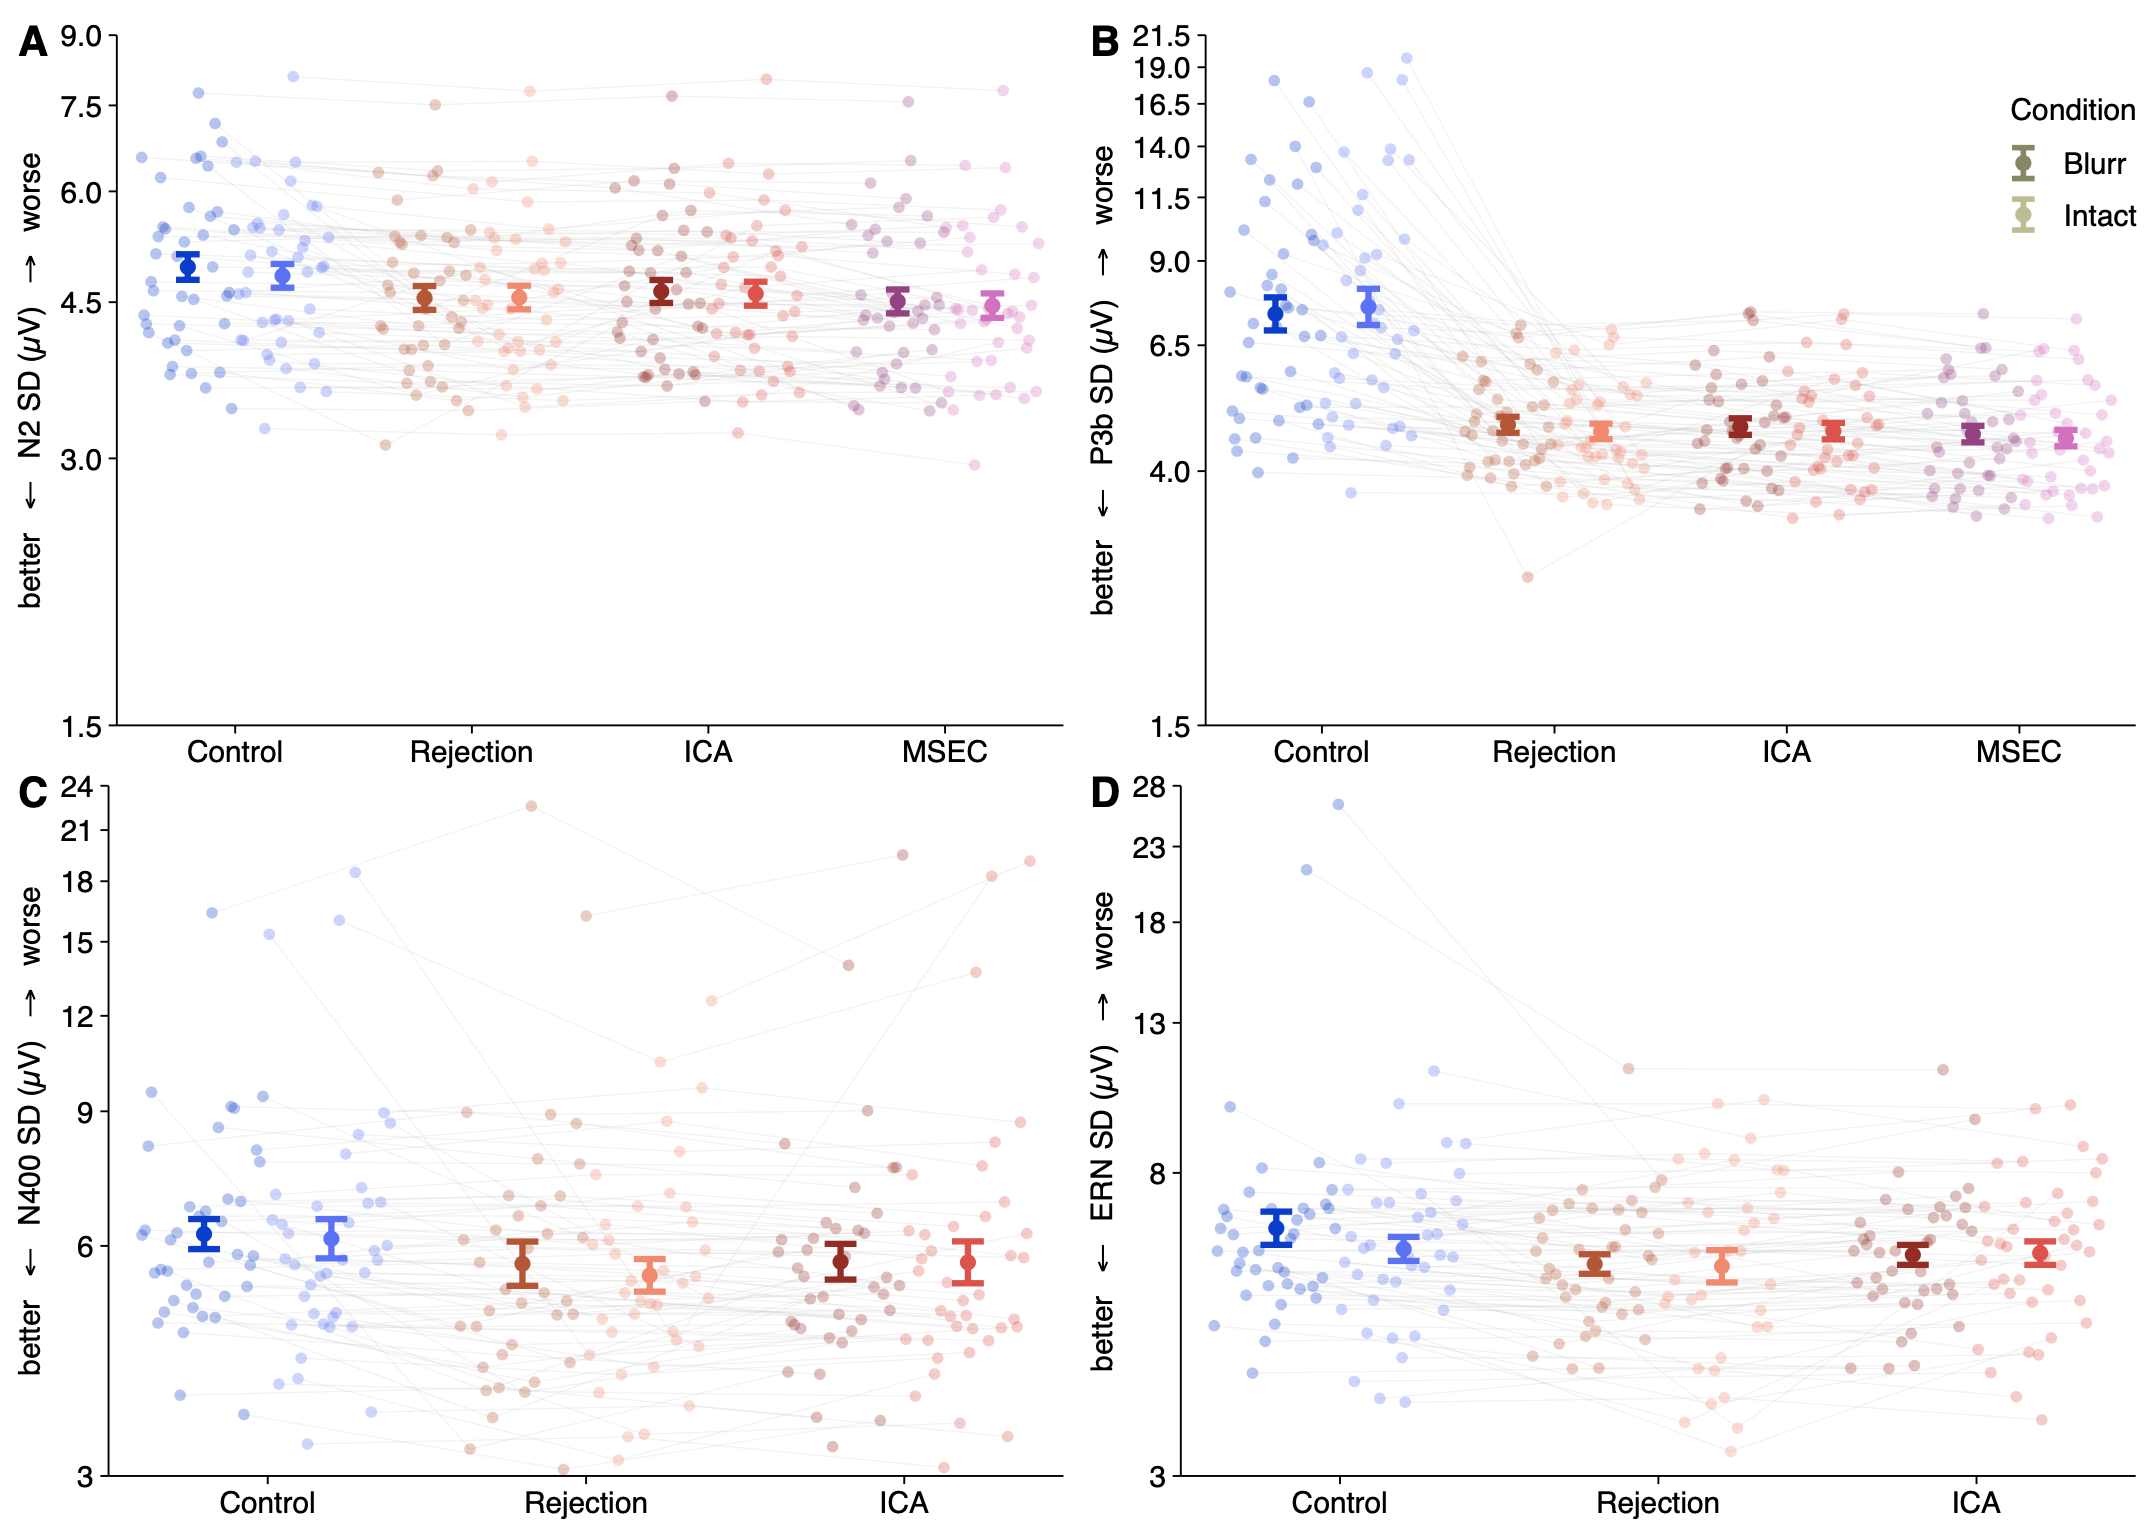 A
9.0
7.5
6.0
4.5
3.0
1.5
better ← N2 SD (µV) → worse
Control
Rejection
ICA
MSEC
B
21.5
19.0
16.5
14.0
11.5
9.0
6.5
4.0
1.5
better ← P3b SD (µV) → worse
Control
Rejection
ICA
MSEC
Condition
Blurr
Intact
C
24
21
18
15
12
9
6
3
better ← N400 SD (µV) → worse
Control
Rejection
ICA
D
28
23
18
13
8
3
better ← ERN SD (µV) → worse
Control
Rejection
ICA